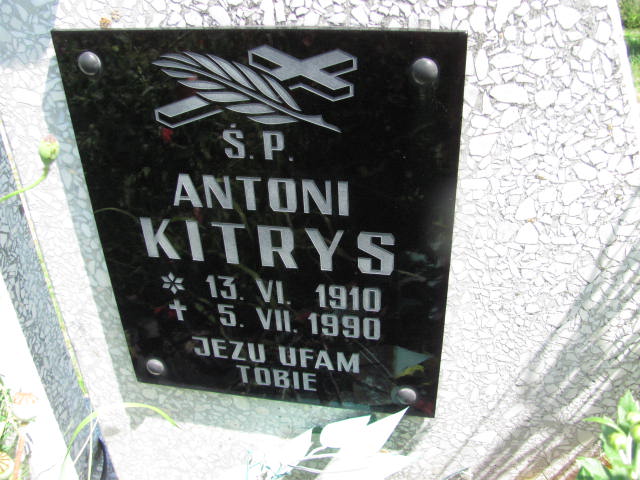 Ś. P.
ANTONI
KITRYS
* 13. VI. 1910
✝ 5. VII. 1990
JEZU UFAM
TOBIE